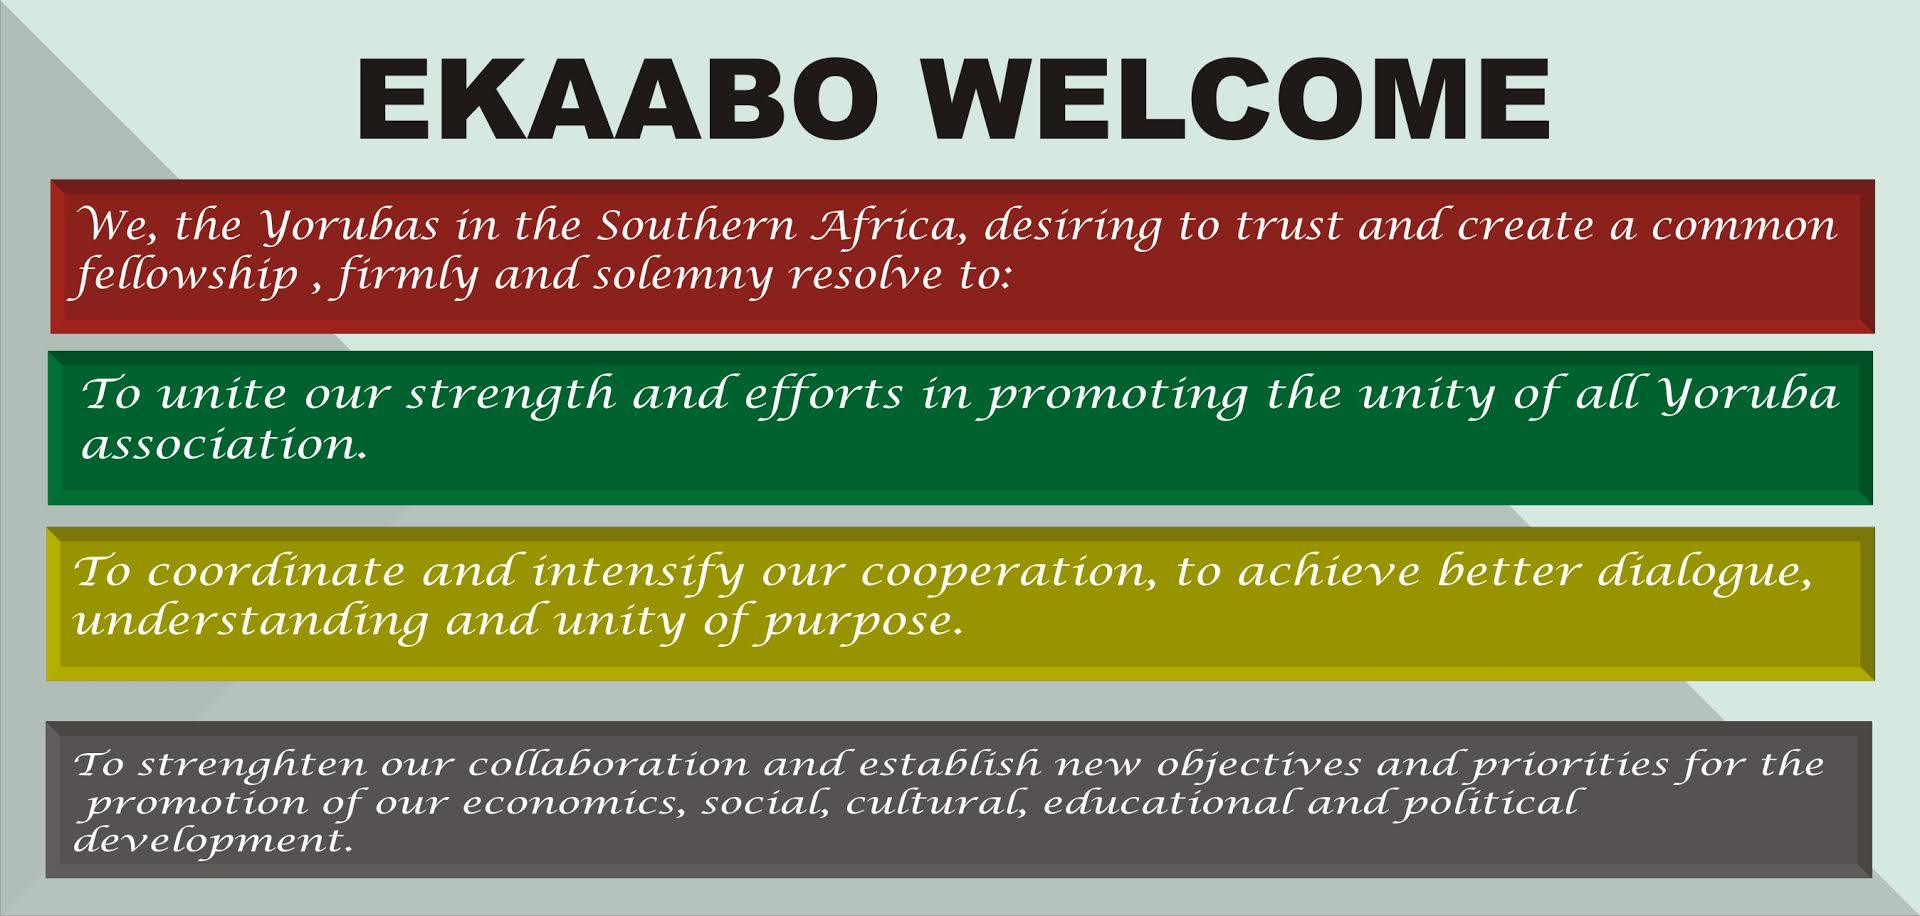 EKAABO WELCOME
We, the Yorubas in the Southern Africa, desiring to trust and create a common
fellowship , firmly and solemny resolve to:
To unite our strength and efforts in promoting the unity of all Yoruba
association.
To coordinate and intensify our cooperation, to achieve better dialogue,
understanding and unity of purpose.
To strenghten our collaboration and establish new objectives and priorities for the
promotion of our economics, social, cultural, educational and political
development.